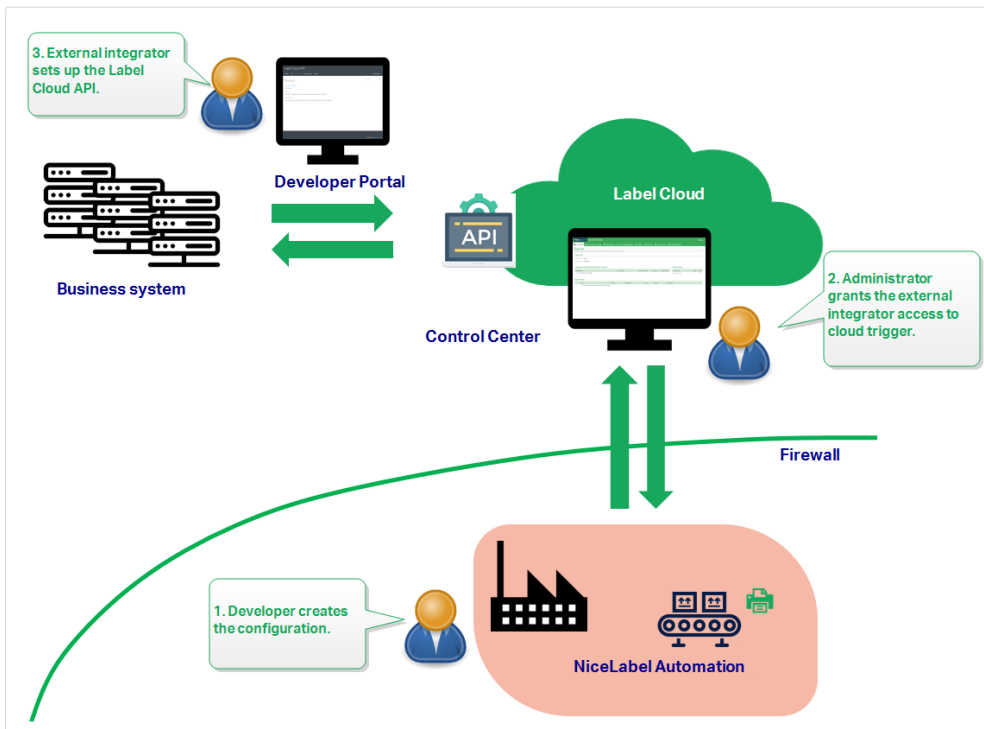 3. External integrator
sets up the Label
Cloud API.
Developer Portal
Business system
API
Label Cloud
Control Center
2. Administrator
grants the external
integrator access to
cloud trigger.
Firewall
1. Developer creates
the configuration.
NiceLabel Automation